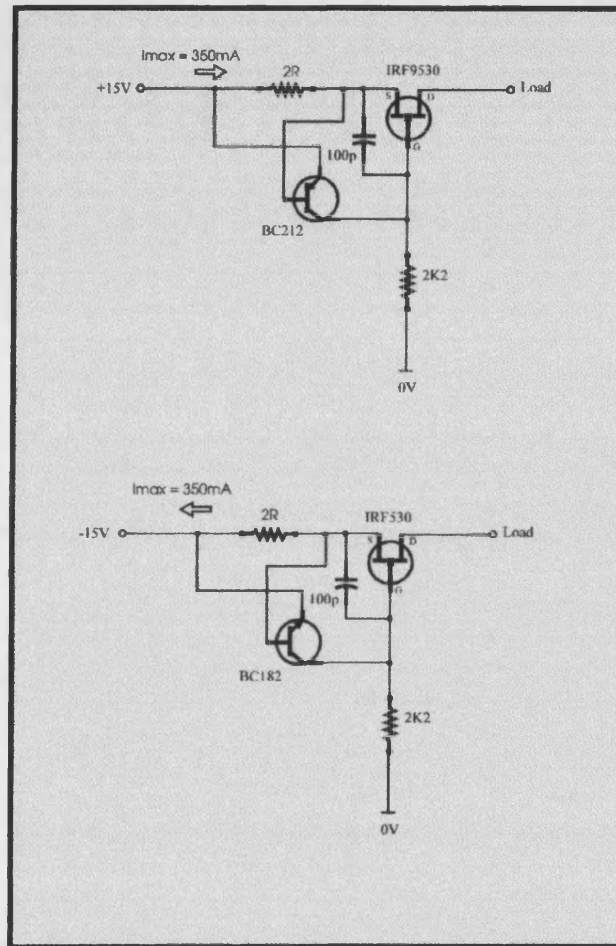 Imax = 350mA
2R
IRF9530
+15V
S
D
Load
G
100p
BC212
2K2
0V
Imax = 350mA
2R
IRF530
-15V
S
D
Load
G
100p
BC182
2K2
0V